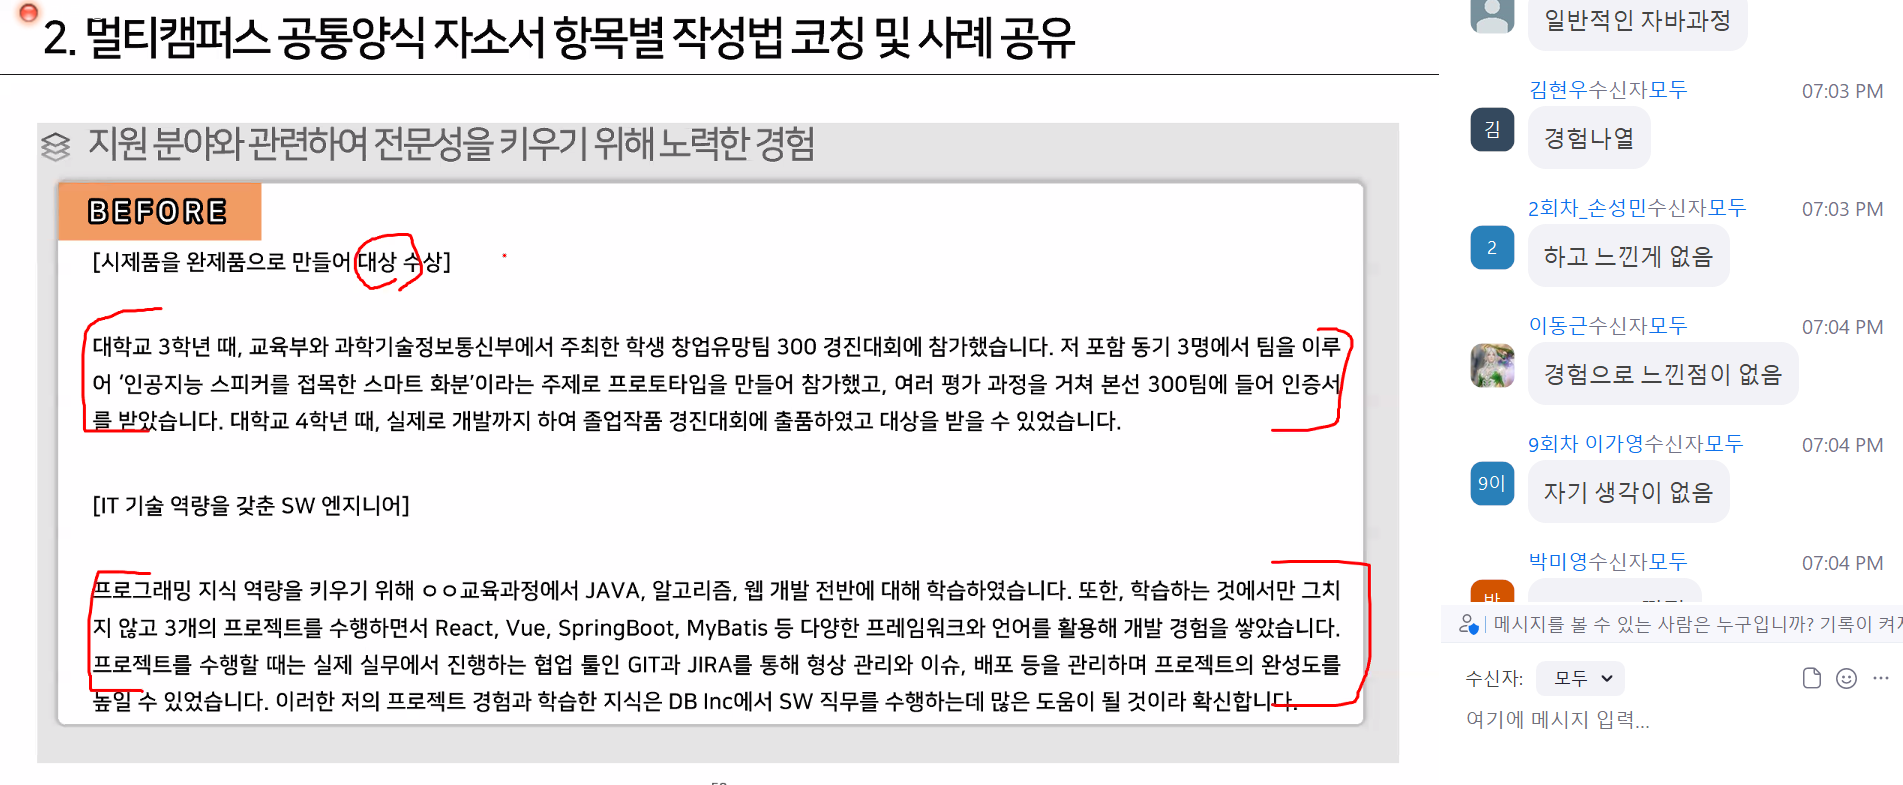 2. 멀티캠퍼스 공통양식 자소서 항목별 작성법 코칭 및 사례 공유
지원 분야와 관련하여 전문성을 키우기 위해 노력한 경험
BEFORE
[시제품을 완제품으로 만들어 대상 수상]
대학교 3학년 때, 교육부와 과학기술정보통신부에서 주최한 학생 창업유망팀 300 경진대회에 참가했습니다. 저 포함 동기 3명에서 팀을 이루
어 ‘인공지능 스피커를 접목한 스마트 화분’이라는 주제로 프로토타입을 만들어 참가했고, 여러 평가 과정을 거쳐 본선 300팀에 들어 인증서
를 받았습니다. 대학교 4학년 때, 실제로 개발까지 하여 졸업작품 경진대회에 출품하였고 대상을 받을 수 있었습니다.
[IT 기술 역량을 갖춘 SW 엔지니어]
프로그래밍 지식 역량을 키우기 위해 ㅇㅇ교육과정에서 JAVA, 알고리즘, 웹 개발 전반에 대해 학습하였습니다. 또한, 학습하는 것에서만 그치
지 않고 3개의 프로젝트를 수행하면서 React, Vue, SpringBoot, MyBatis 등 다양한 프레임워크와 언어를 활용해 개발 경험을 쌓았습니다.
프로젝트를 수행할 때는 실제 실무에서 진행하는 협업 툴인 GIT과 JIRA를 통해 형상 관리와 이슈, 배포 등을 관리하며 프로젝트의 완성도를
높일 수 있었습니다. 이러한 저의 프로젝트 경험과 학습한 지식은 DB Inc에서 SW 직무를 수행하는데 많은 도움이 될 것이라 확신합니다.
일반적인 자바과정
김현우수신자모두 07:03 PM
김
경험나열
2회차_손성민수신자모두 07:03 PM
2
하고 느낀게 없음
이동근수신자모두 07:04 PM
경험으로 느낀점이 없음
9회차 이가영수신자모두 07:04 PM
9이
자기 생각이 없음
박미영수신자모두 07:04 PM
박
메시지를 볼 수 있는 사람은 누구입니까? 기록이 켜져
수신자: 모두
여기에 메시지 입력...